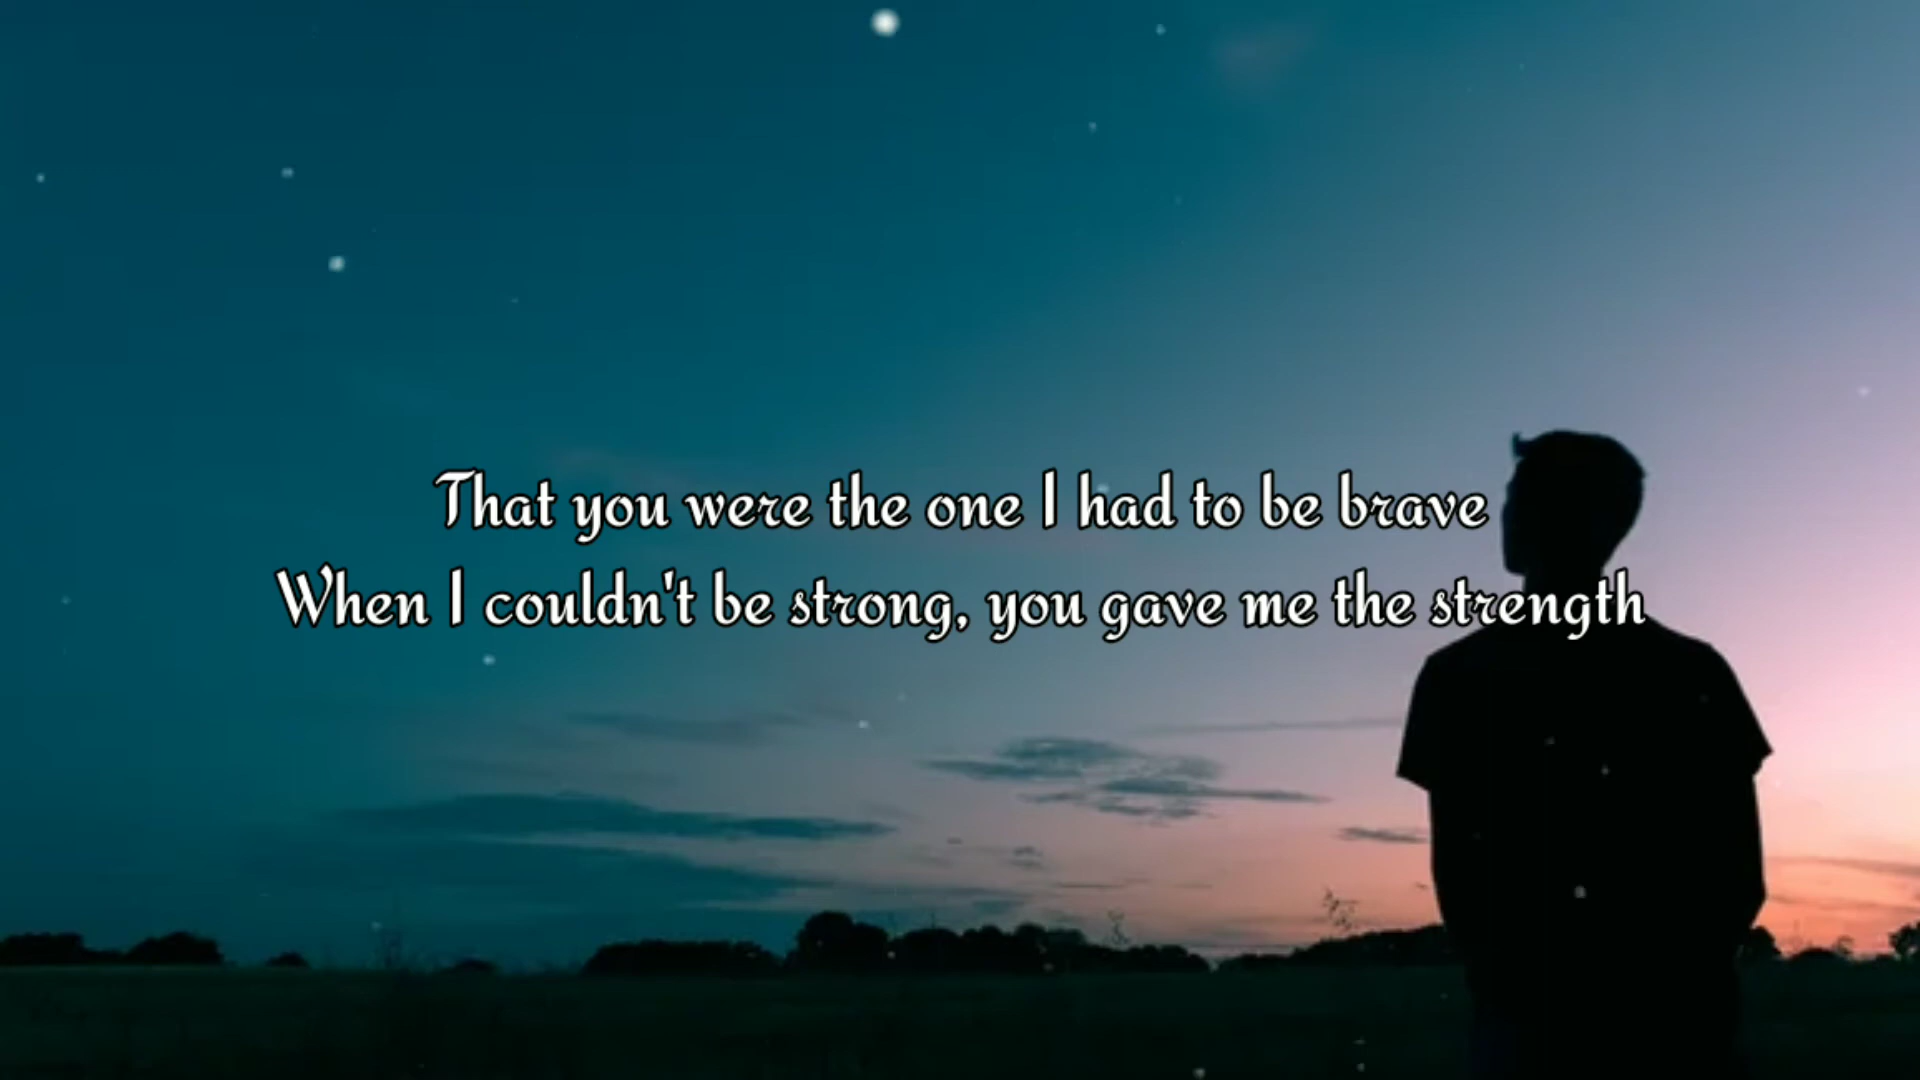 That you were the one I had to be brave
When I couldn't be strong, you gave me the strength